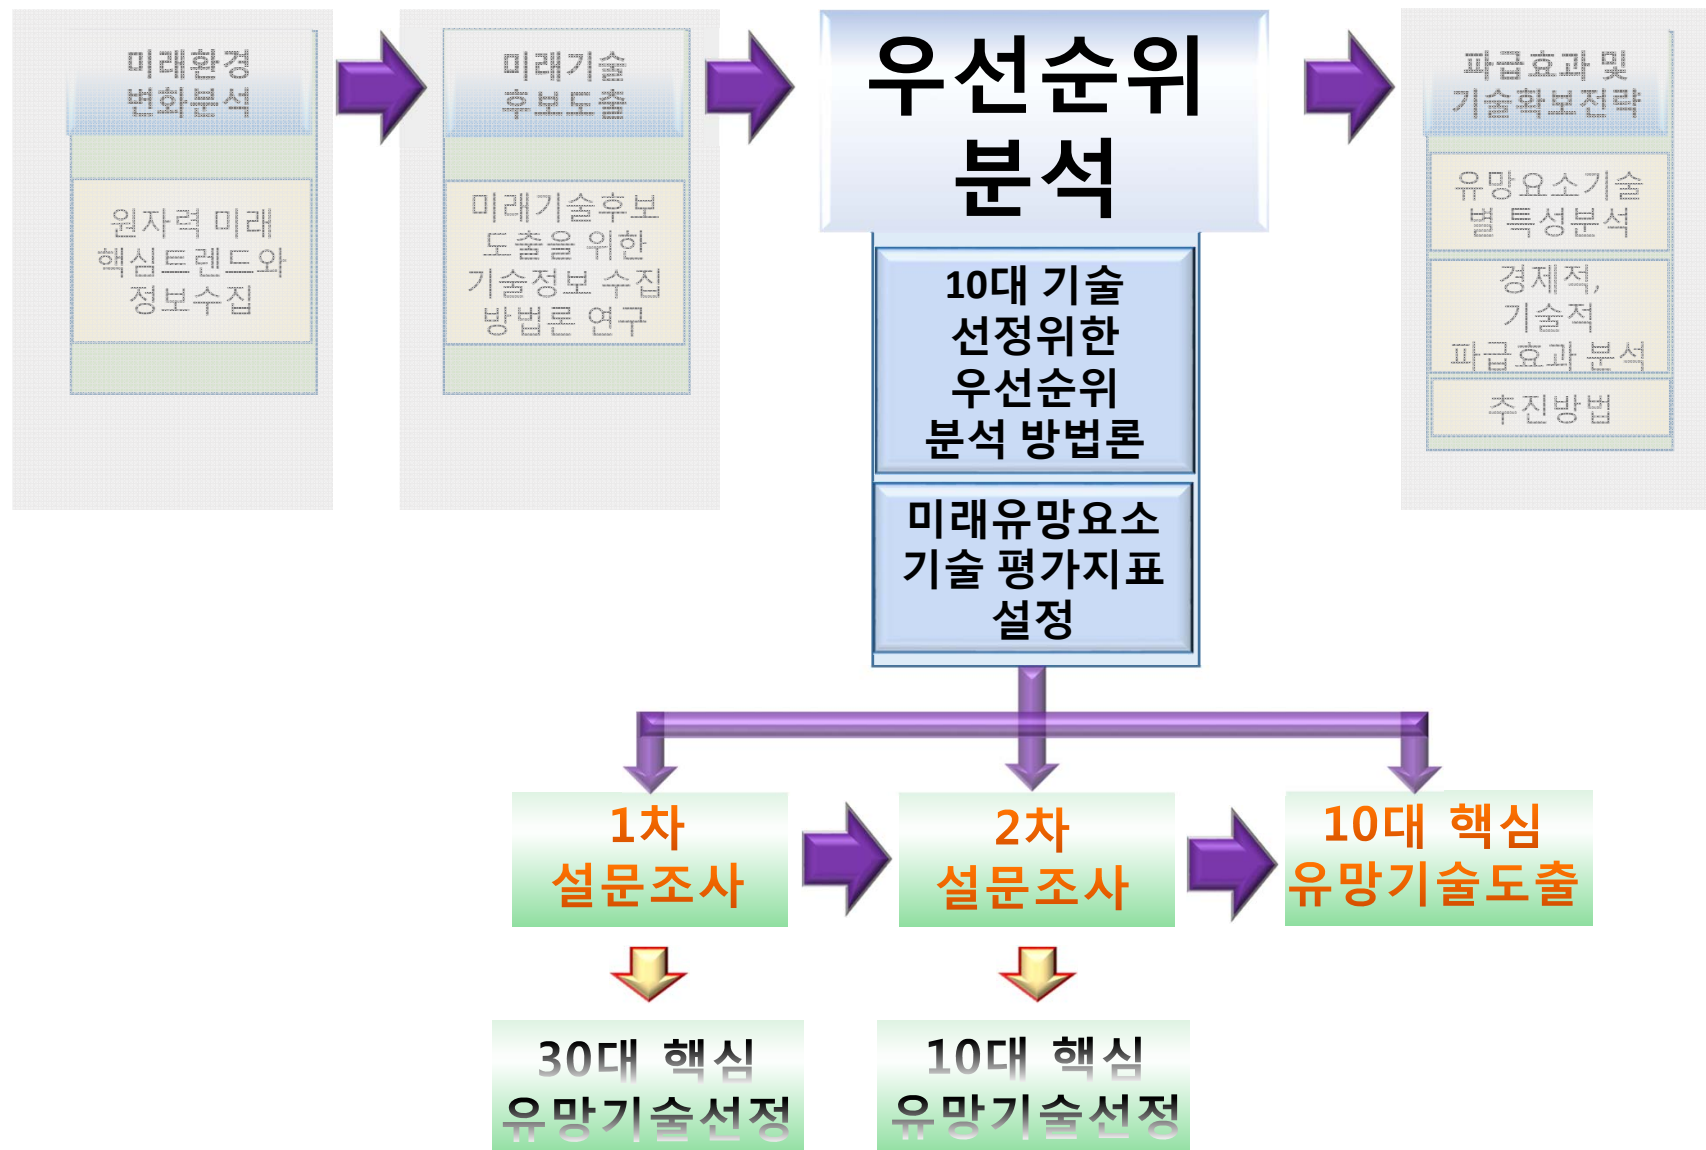 미래환경
변화분석
원자력 미래
핵심트렌드와
정보수집
미래기술
후보도출
미래기술후보
도출을 위한
기술정보 수집
방법론 연구
우선순위
분석
10대 기술
선정위한
우선순위
분석 방법론
미래유망요소
기술 평가지표
설정
파급효과 및
기술확보전략
유망요소기술
별 특성분석
경제적,
기술적
파급효과 분석
추진방법
1차
설문조사
2차
설문조사
10대 핵심
유망기술도출
30대 핵심
유망기술선정
10대 핵심
유망기술선정